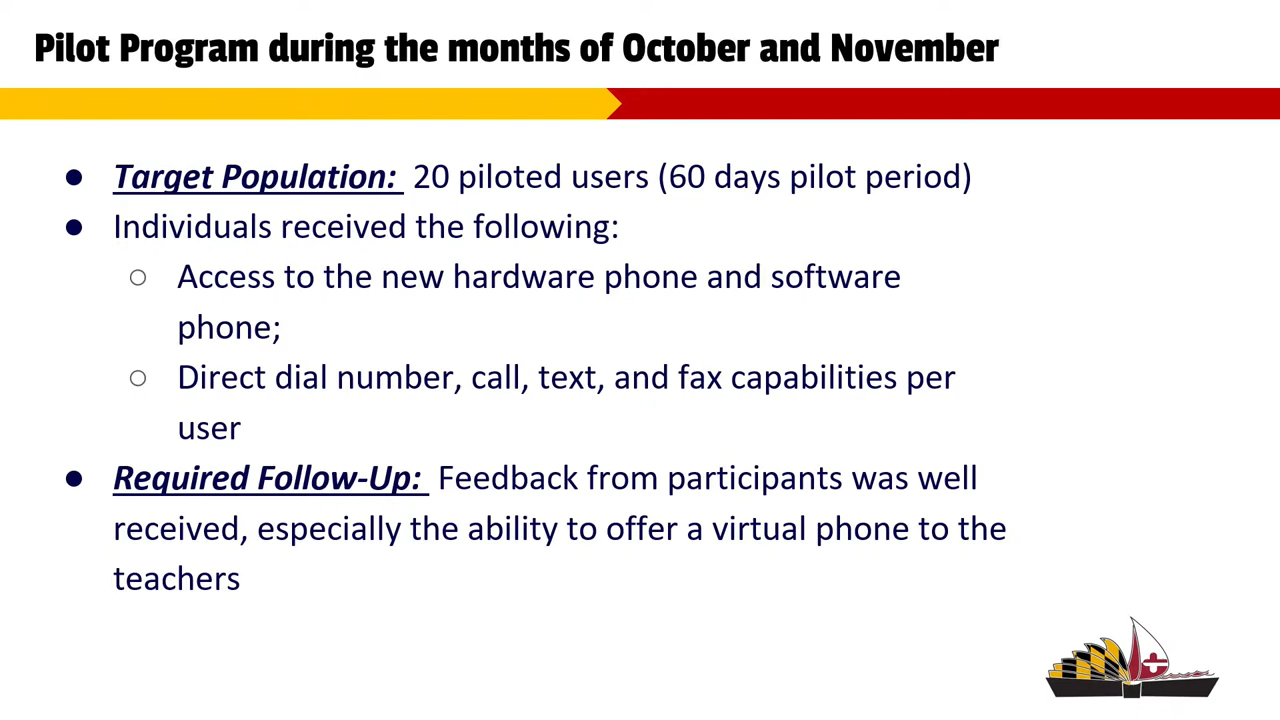 Pilot Program during the months of October and November
● Target Population: 20 piloted users (60 days pilot period)
● Individuals received the following:
○ Access to the new hardware phone and software
phone;
○ Direct dial number, call, text, and fax capabilities per
user
● Required Follow-Up: Feedback from participants was well
received, especially the ability to offer a virtual phone to the
teachers